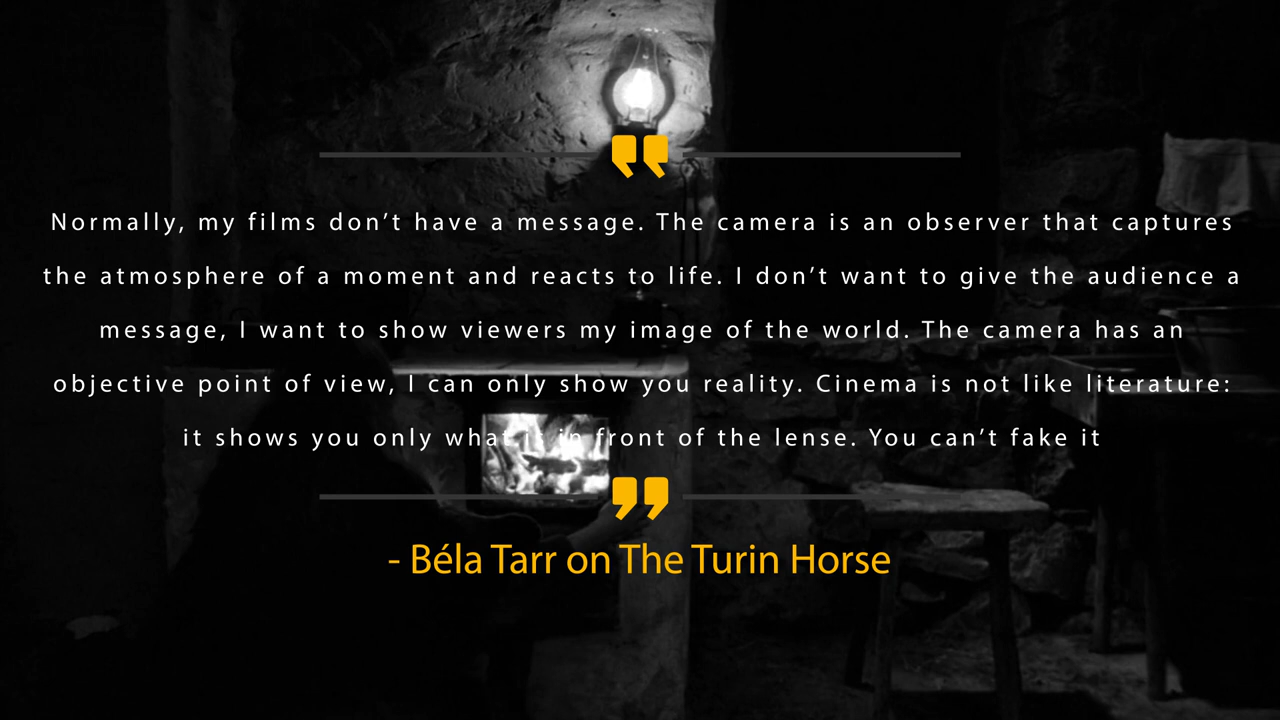 Normally, my films don’t have a message. The camera is an observer that captures
the atmosphere of a moment and reacts to life. I don’t want to give the audience a
message, I want to show viewers my image of the world. The camera has an
objective point of view, I can only show you reality. Cinema is not like literature:
it shows you only what is in front of the lense. You can’t fake it
- Béla Tarr on The Turin Horse